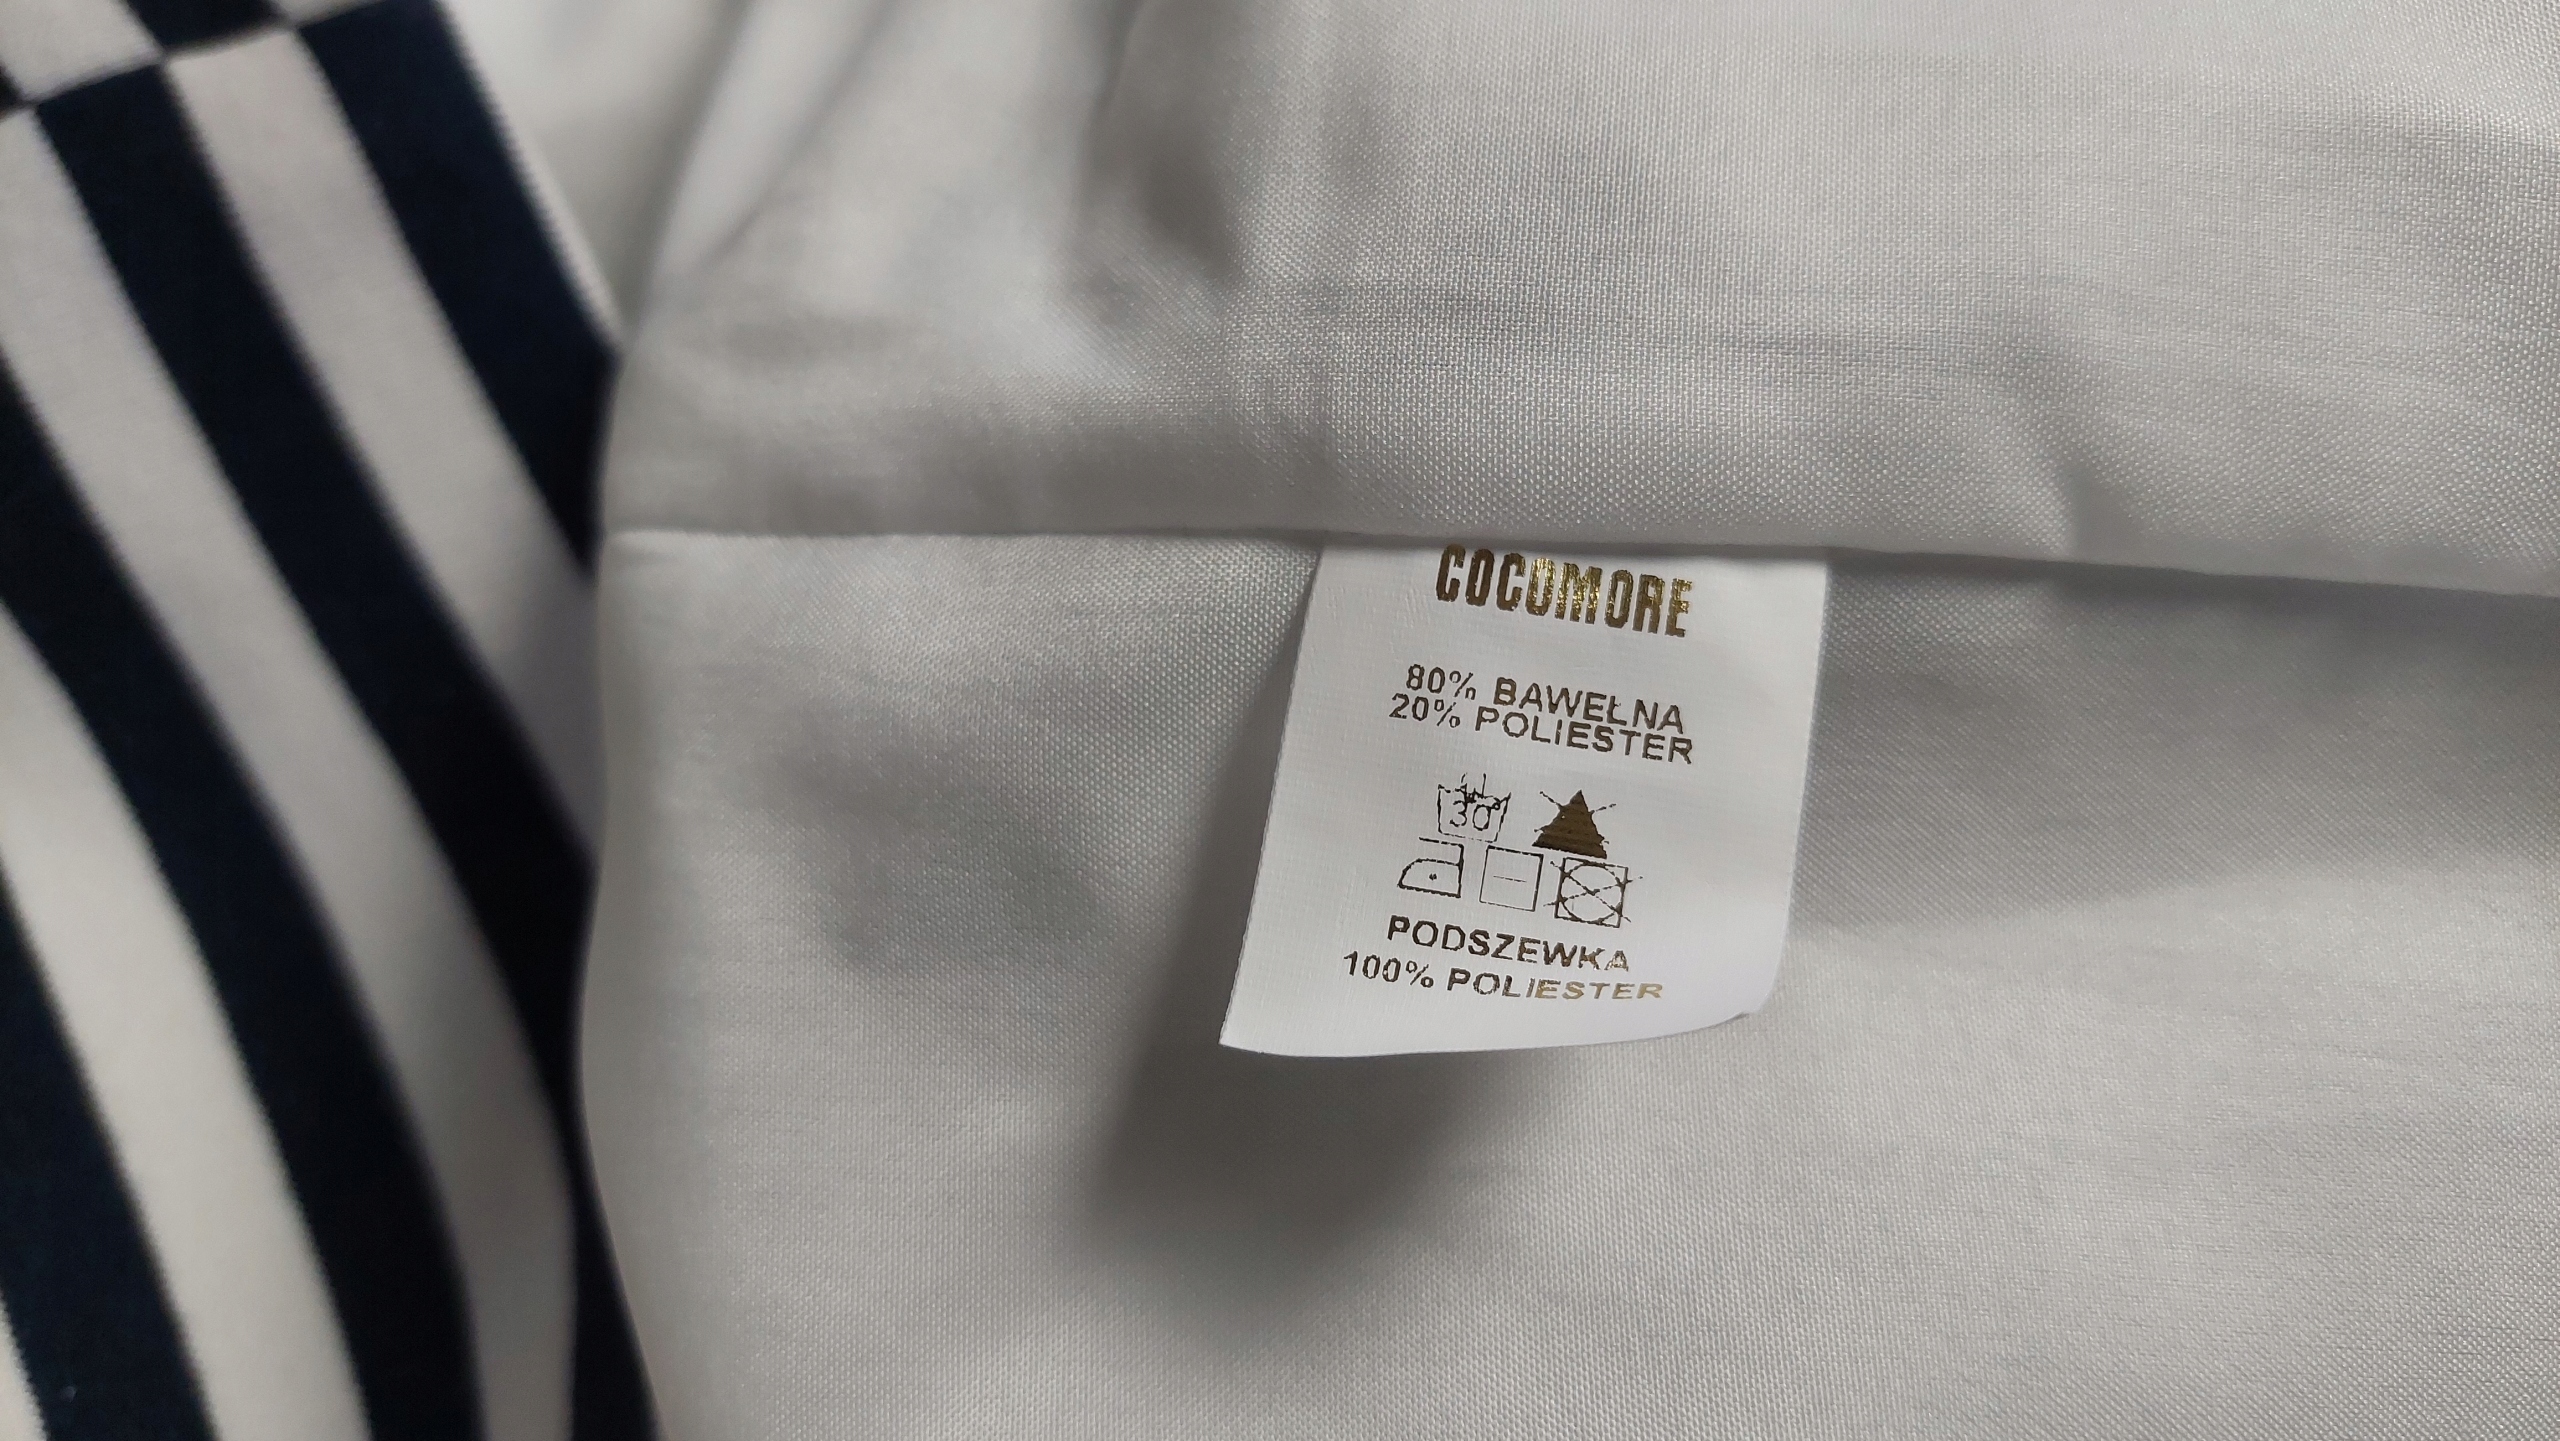 COCOMORE
80% BAWEŁNA
20% POLIESTER
30°
PODSZEWKA
100% POLIESTER